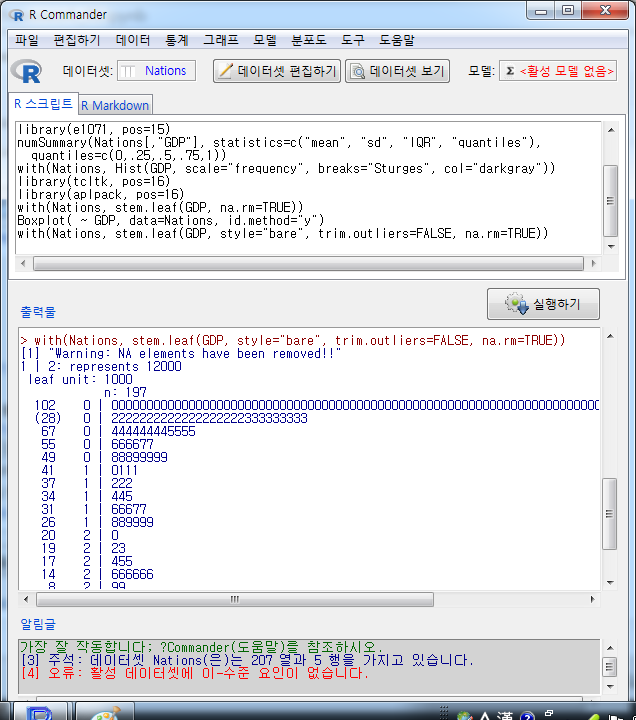 R Commander
파일 편집하기 데이터 통계 그래프 모델 분포도 도구 도움말
데이터셋: Nations 데이터셋 편집하기 데이터셋 보기 모델: Σ <활성 모델 없음>
R 스크립트 R Markdown
library(e1071, pos=15)
numSummary(Nations[,"GDP"], statistics=c("mean", "sd", "IQR", "quantiles"),
quantiles=c(0,.25,.5,.75,1))
with(Nations, Hist(GDP, scale="frequency", breaks="Sturges", col="darkgray"))
library(tcltk, pos=16)
library(aplpack, pos=16)
with(Nations, stem.leaf(GDP, na.rm=TRUE))
Boxplot( ~ GDP, data=Nations, id.method="y")
with(Nations, stem.leaf(GDP, style="bare", trim.outliers=FALSE, na.rm=TRUE))
실행하기
출력물
> with(Nations, stem.leaf(GDP, style="bare", trim.outliers=FALSE, na.rm=TRUE))
[1] "Warning: NA elements have been removed!!"
1 | 2: represents 12000
leaf unit: 1000
n: 197
102 0 |
(28) 0 | 2222222222222222222333333333
67 0 | 444444445555
55 0 | 666677
49 0 | 88899999
41 1 | 0111
37 1 | 222
34 1 | 445
31 1 | 66677
26 1 | 889999
20 2 | 0
19 2 | 23
17 2 | 455
14 2 | 666666
8 2 | 99
알림글
가장 잘 작동합니다; ?Commander(도움말)를 참조하시오.
[3] 주석: 데이터셋 Nations(은)는 207 열과 5 행을 가지고 있습니다.
[4] 오류: 활성 데이터셋에 이-수준 요인이 없습니다.